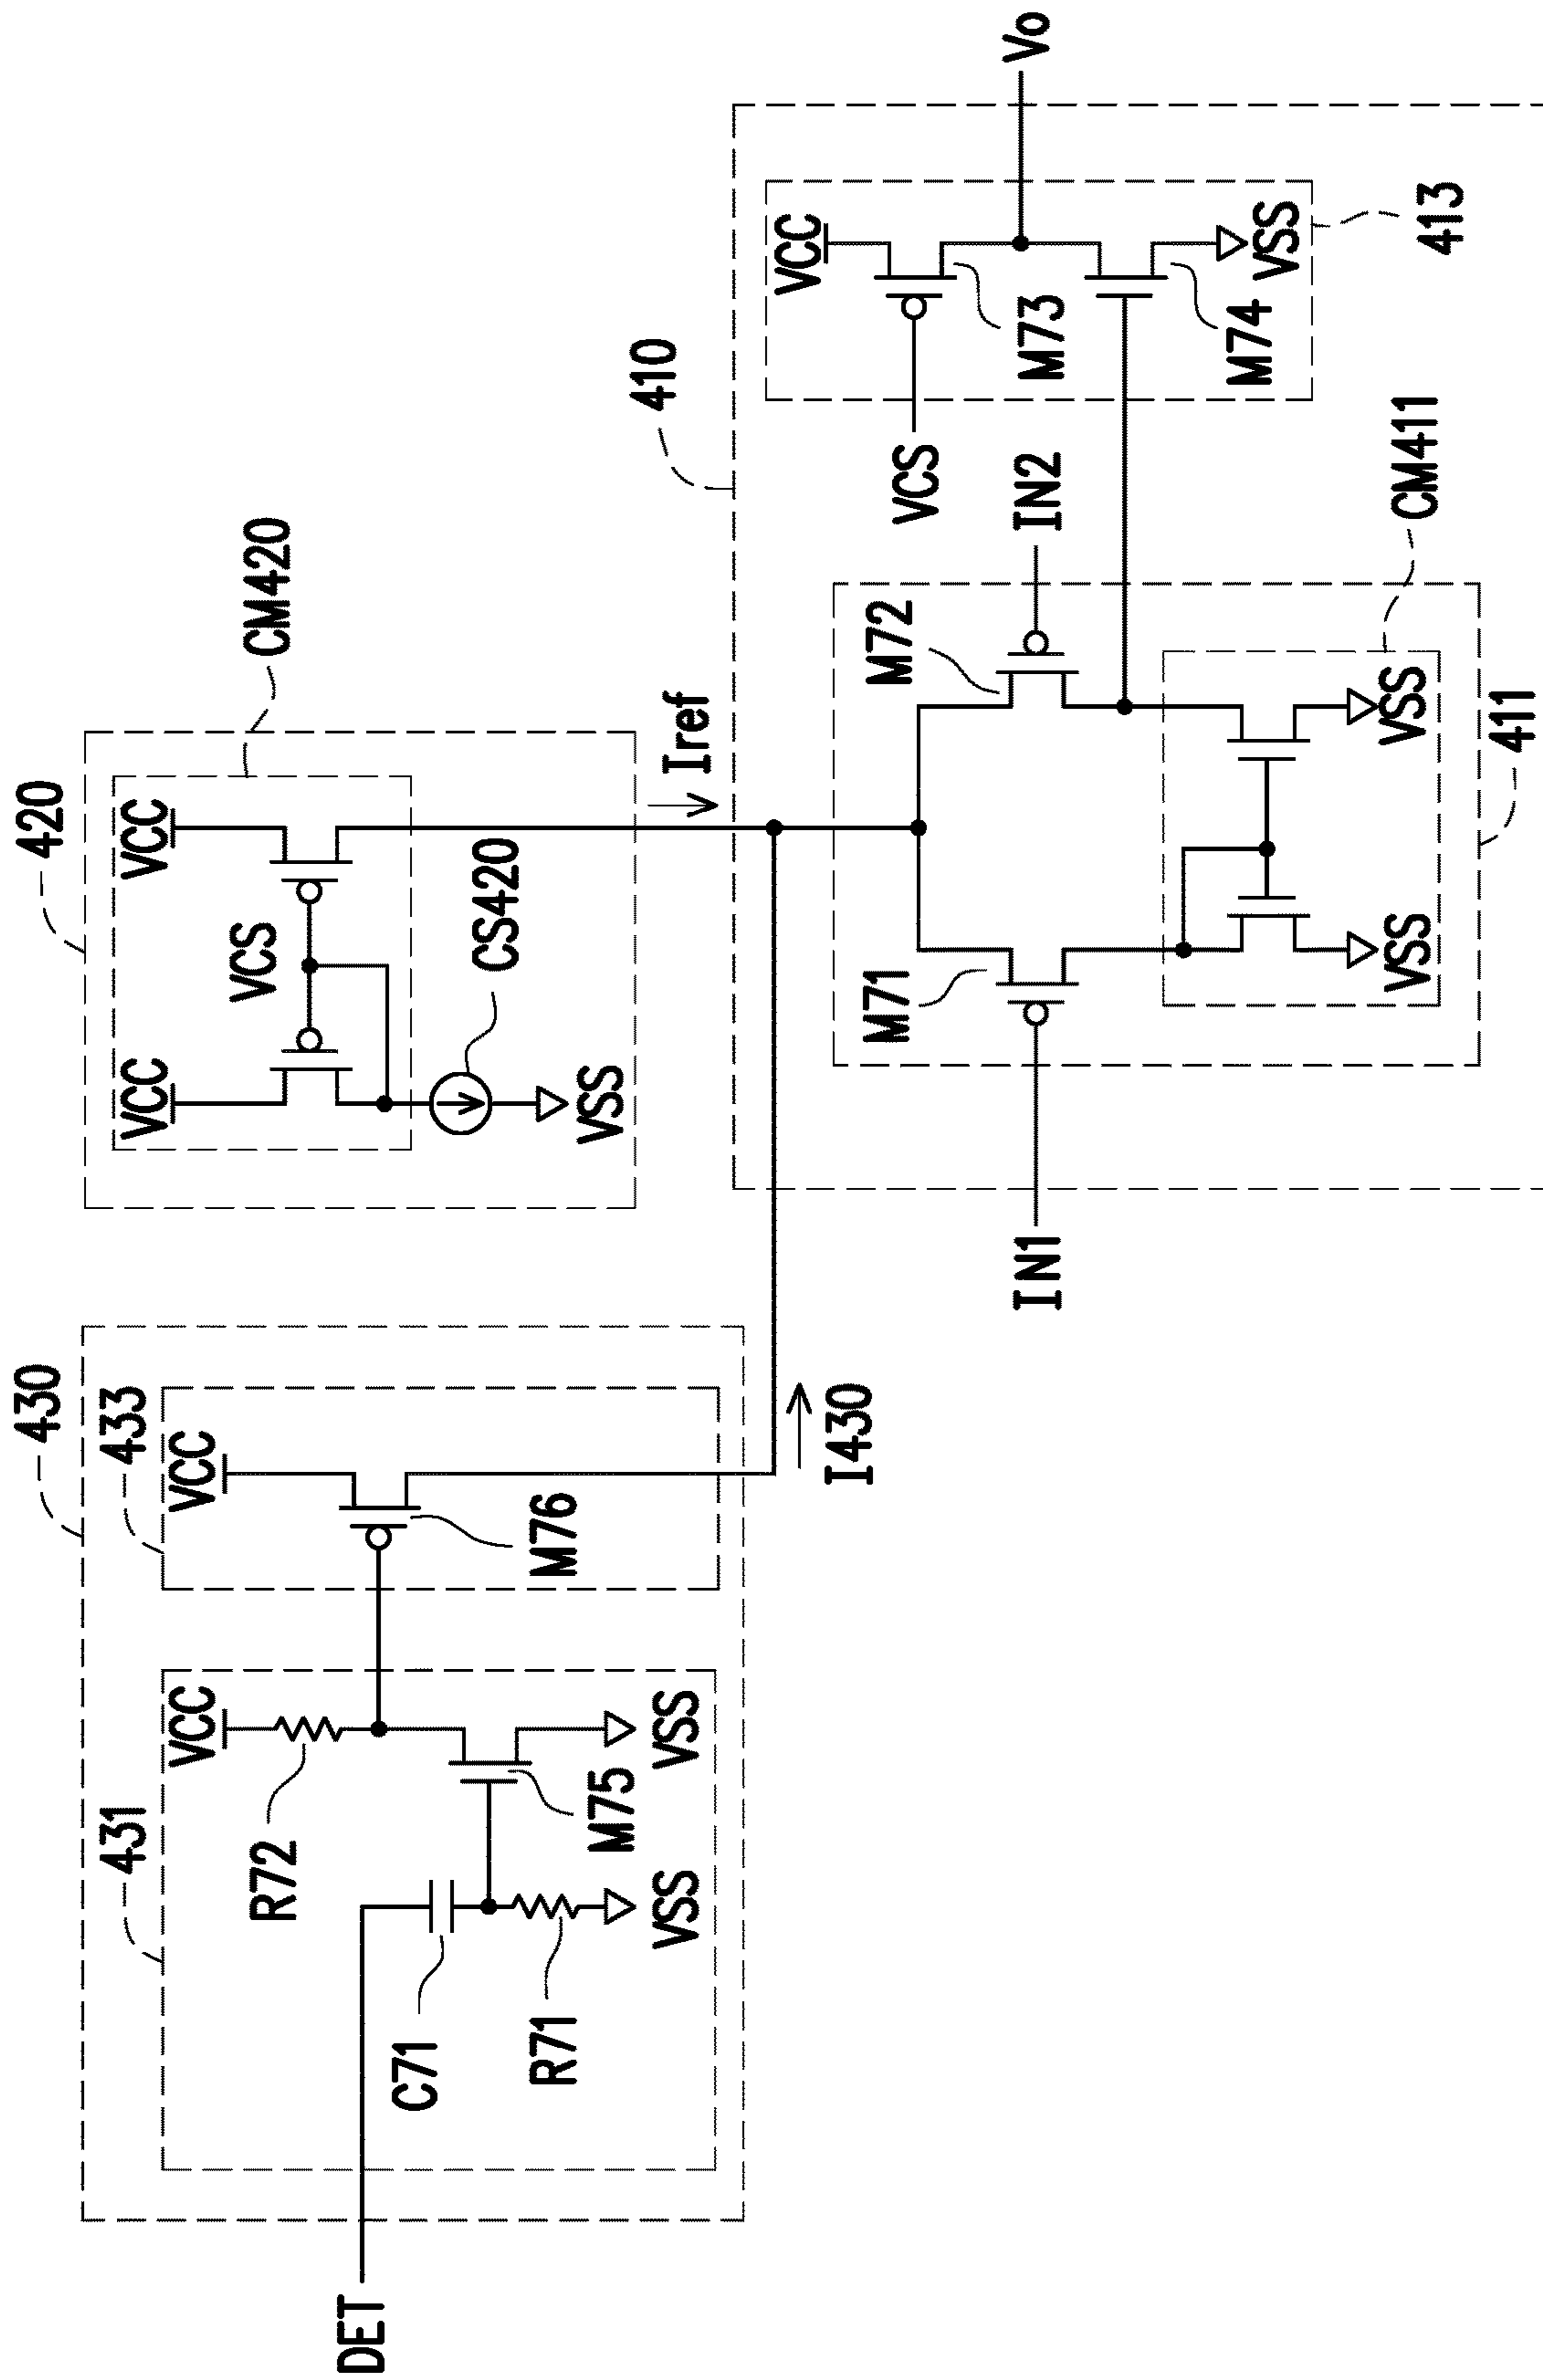 430
431
433
VCC
VCC
R72
C71
M76
R71
M75
VSS
VSS
DET
I430
420
CM420
VCC
VCC
VCS
CS420
VSS
Iref
410
IN1
M71
M72
IN2
VCS
VCC
M73
M74
VSS
Vo
413
CM411
VSS
VSS
411